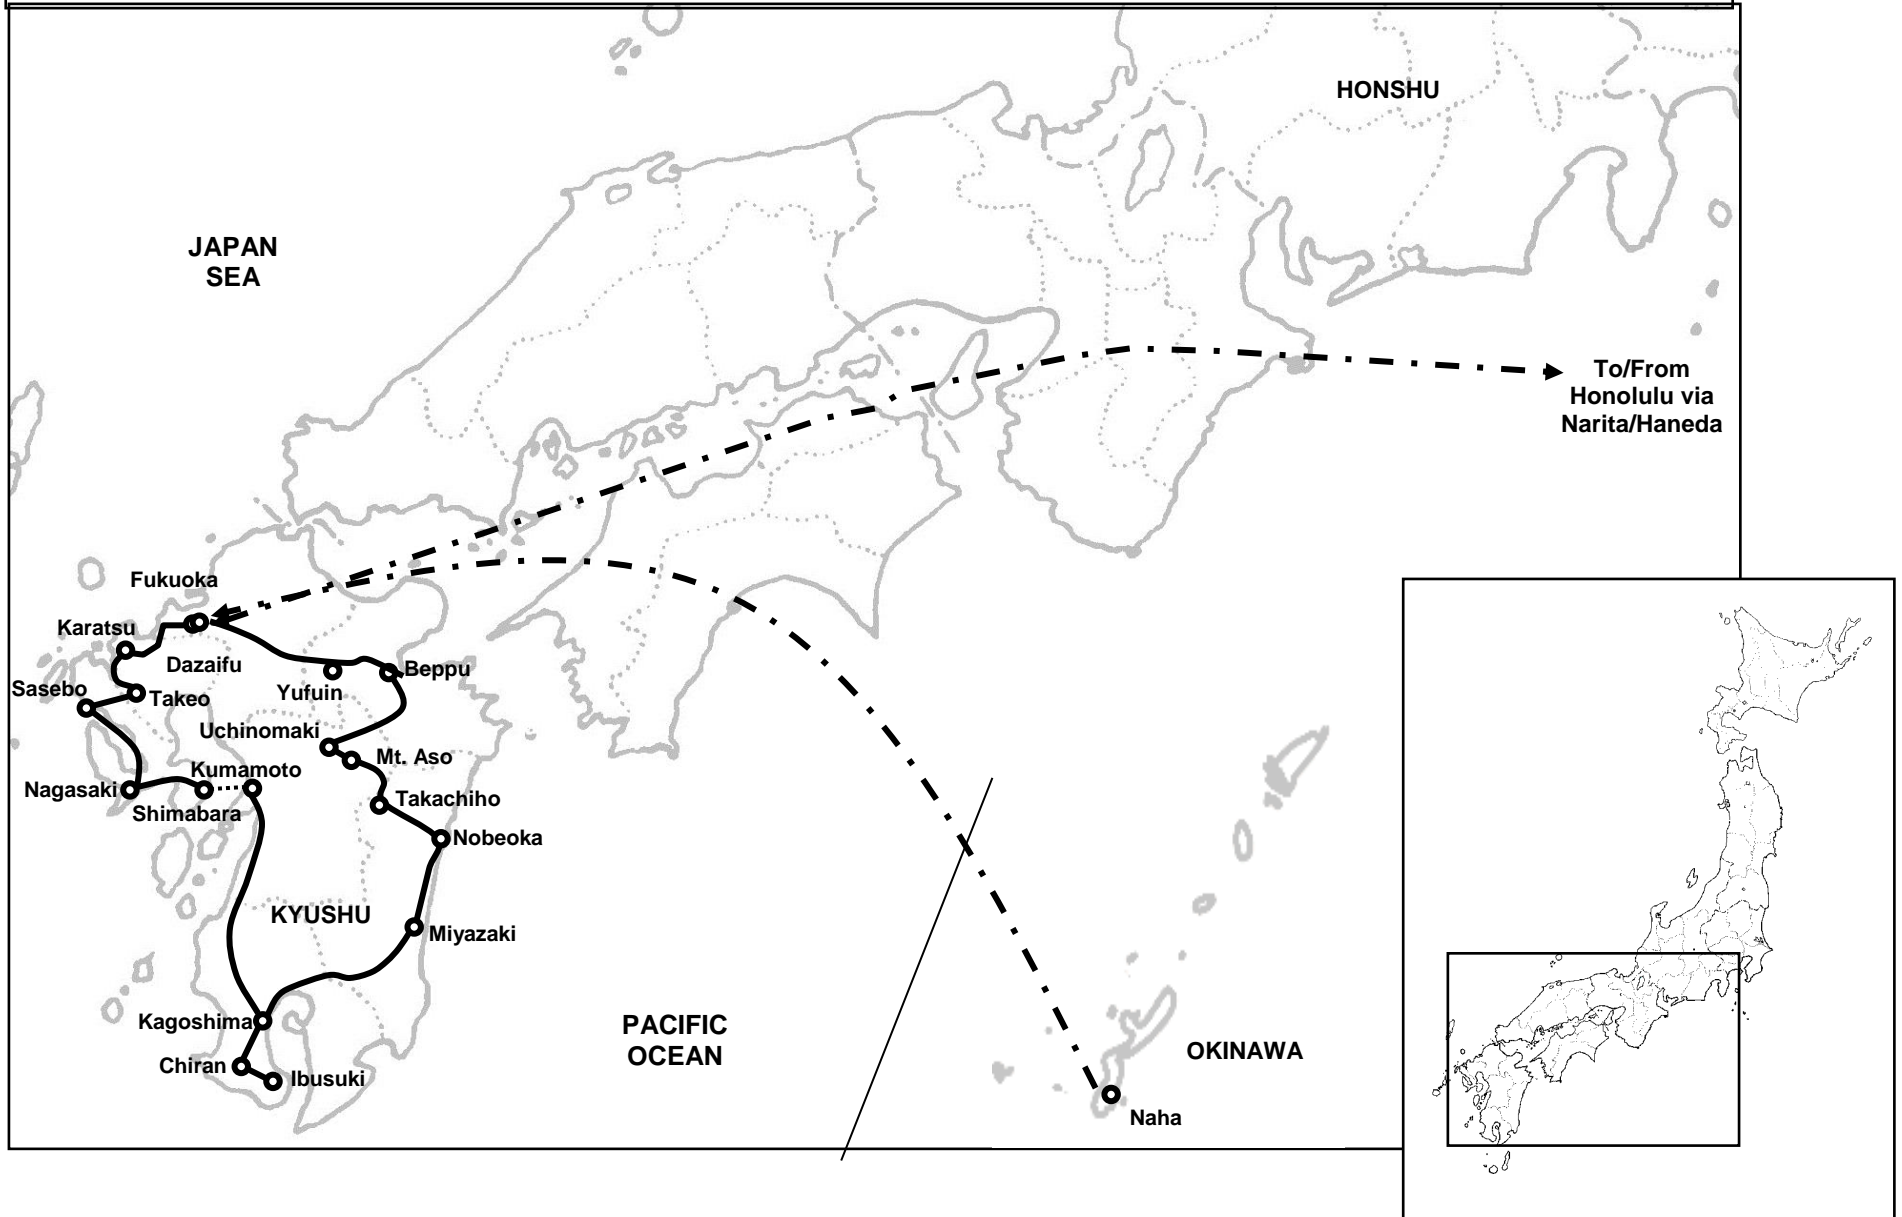 HONSHU
JAPAN
SEA
To/From
Honolulu via
Narita/Haneda
Fukuoka
Karatsu
Dazaifu
Beppu
Sasebo
Takeo
Yufuin
Uchinomaki
Mt. Aso
Kumamoto
Nagasaki
Takachiho
Shimabara
Nobeoka
KYUSHU
Miyazaki
Kagoshima
PACIFIC
OCEAN
OKINAWA
Chiran
Ibusuki
Naha